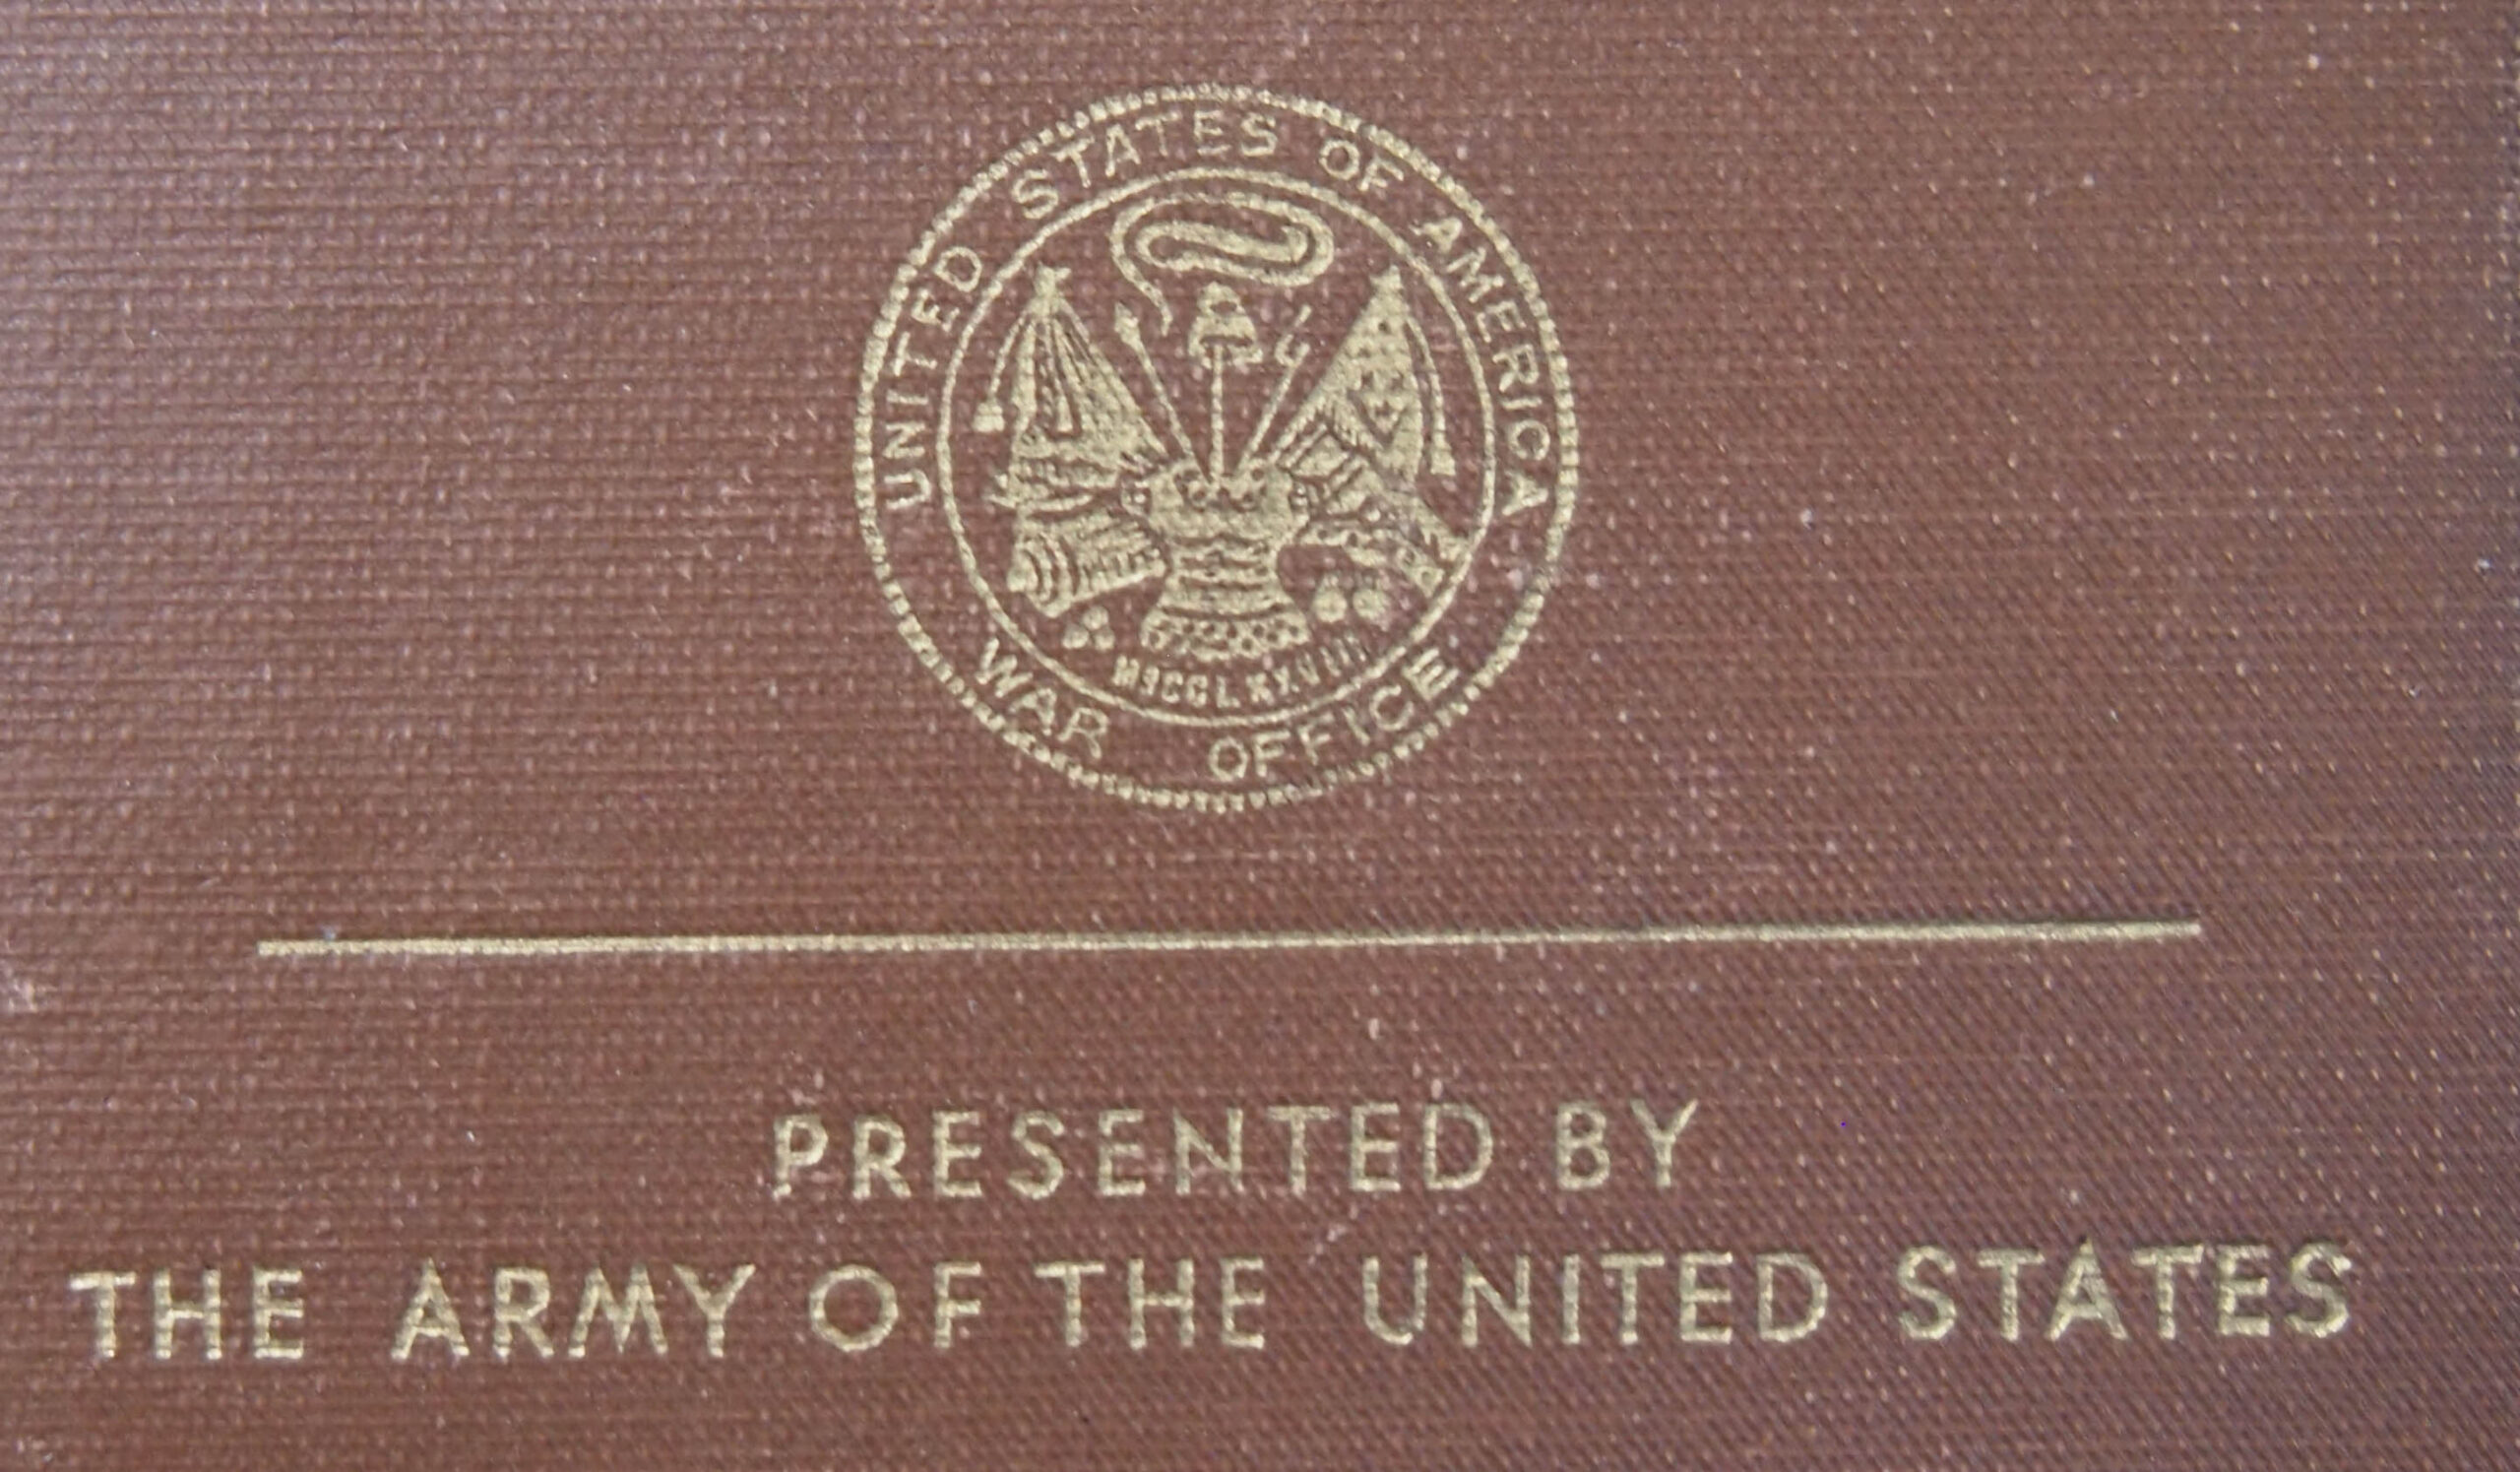 UNITED STATES OF AMERICA
MDCCLXXVIII
WAR OFFICE
PRESENTED BY
THE ARMY OF THE UNITED STATES